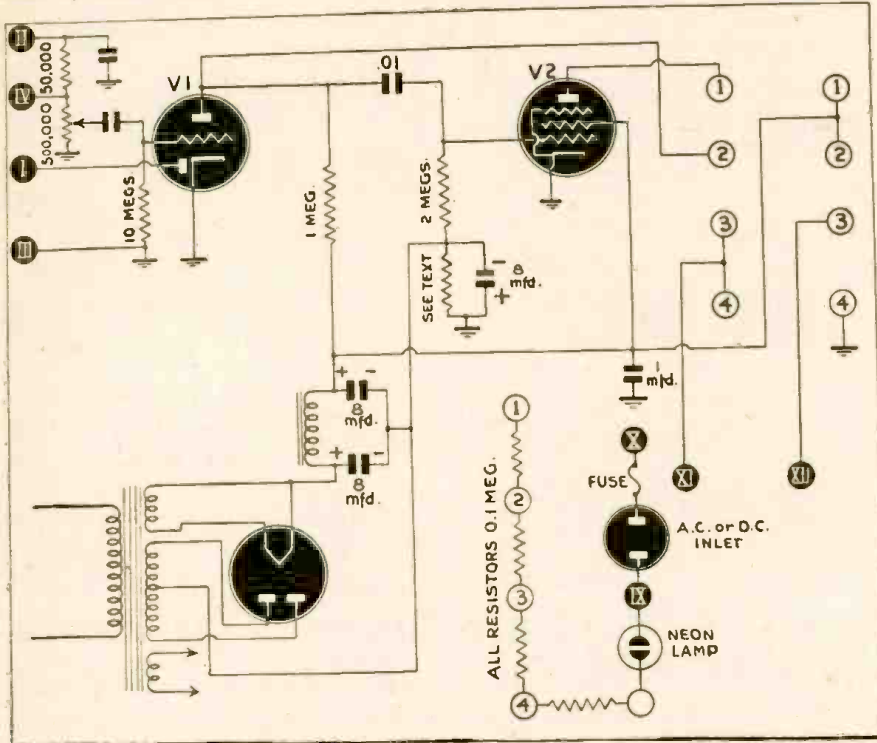 II
50,000
IV
500,000
I
III
10 MEGS.
V1
.01
1 MEG.
2 MEGS.
SEE TEXT
-
8
mfd.
+
V2
1
2
3
4
1
2
3
4
1
mfd.
+ -
8
mfd.
+ -
8
mfd.
ALL RESISTORS 0.1 MEG.
1
2
3
4
X
FUSE
A.C. or D.C.
INLET
IX
NEON
LAMP
XI
XII